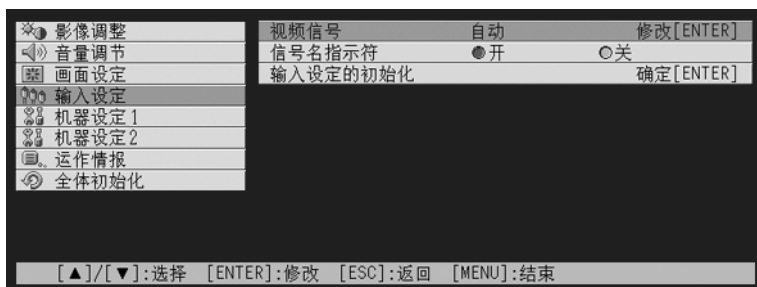 影像调整
音量调节
画面设定
输入设定
机器设定1
机器设定2
运作情报
全体初始化
视频信号 自动 修改[ENTER]
信号名指示符 开 关
输入设定的初始化 确定[ENTER]
[▲]/[▼]:选择 [ENTER]:修改 [ESC]:返回 [MENU]:结束